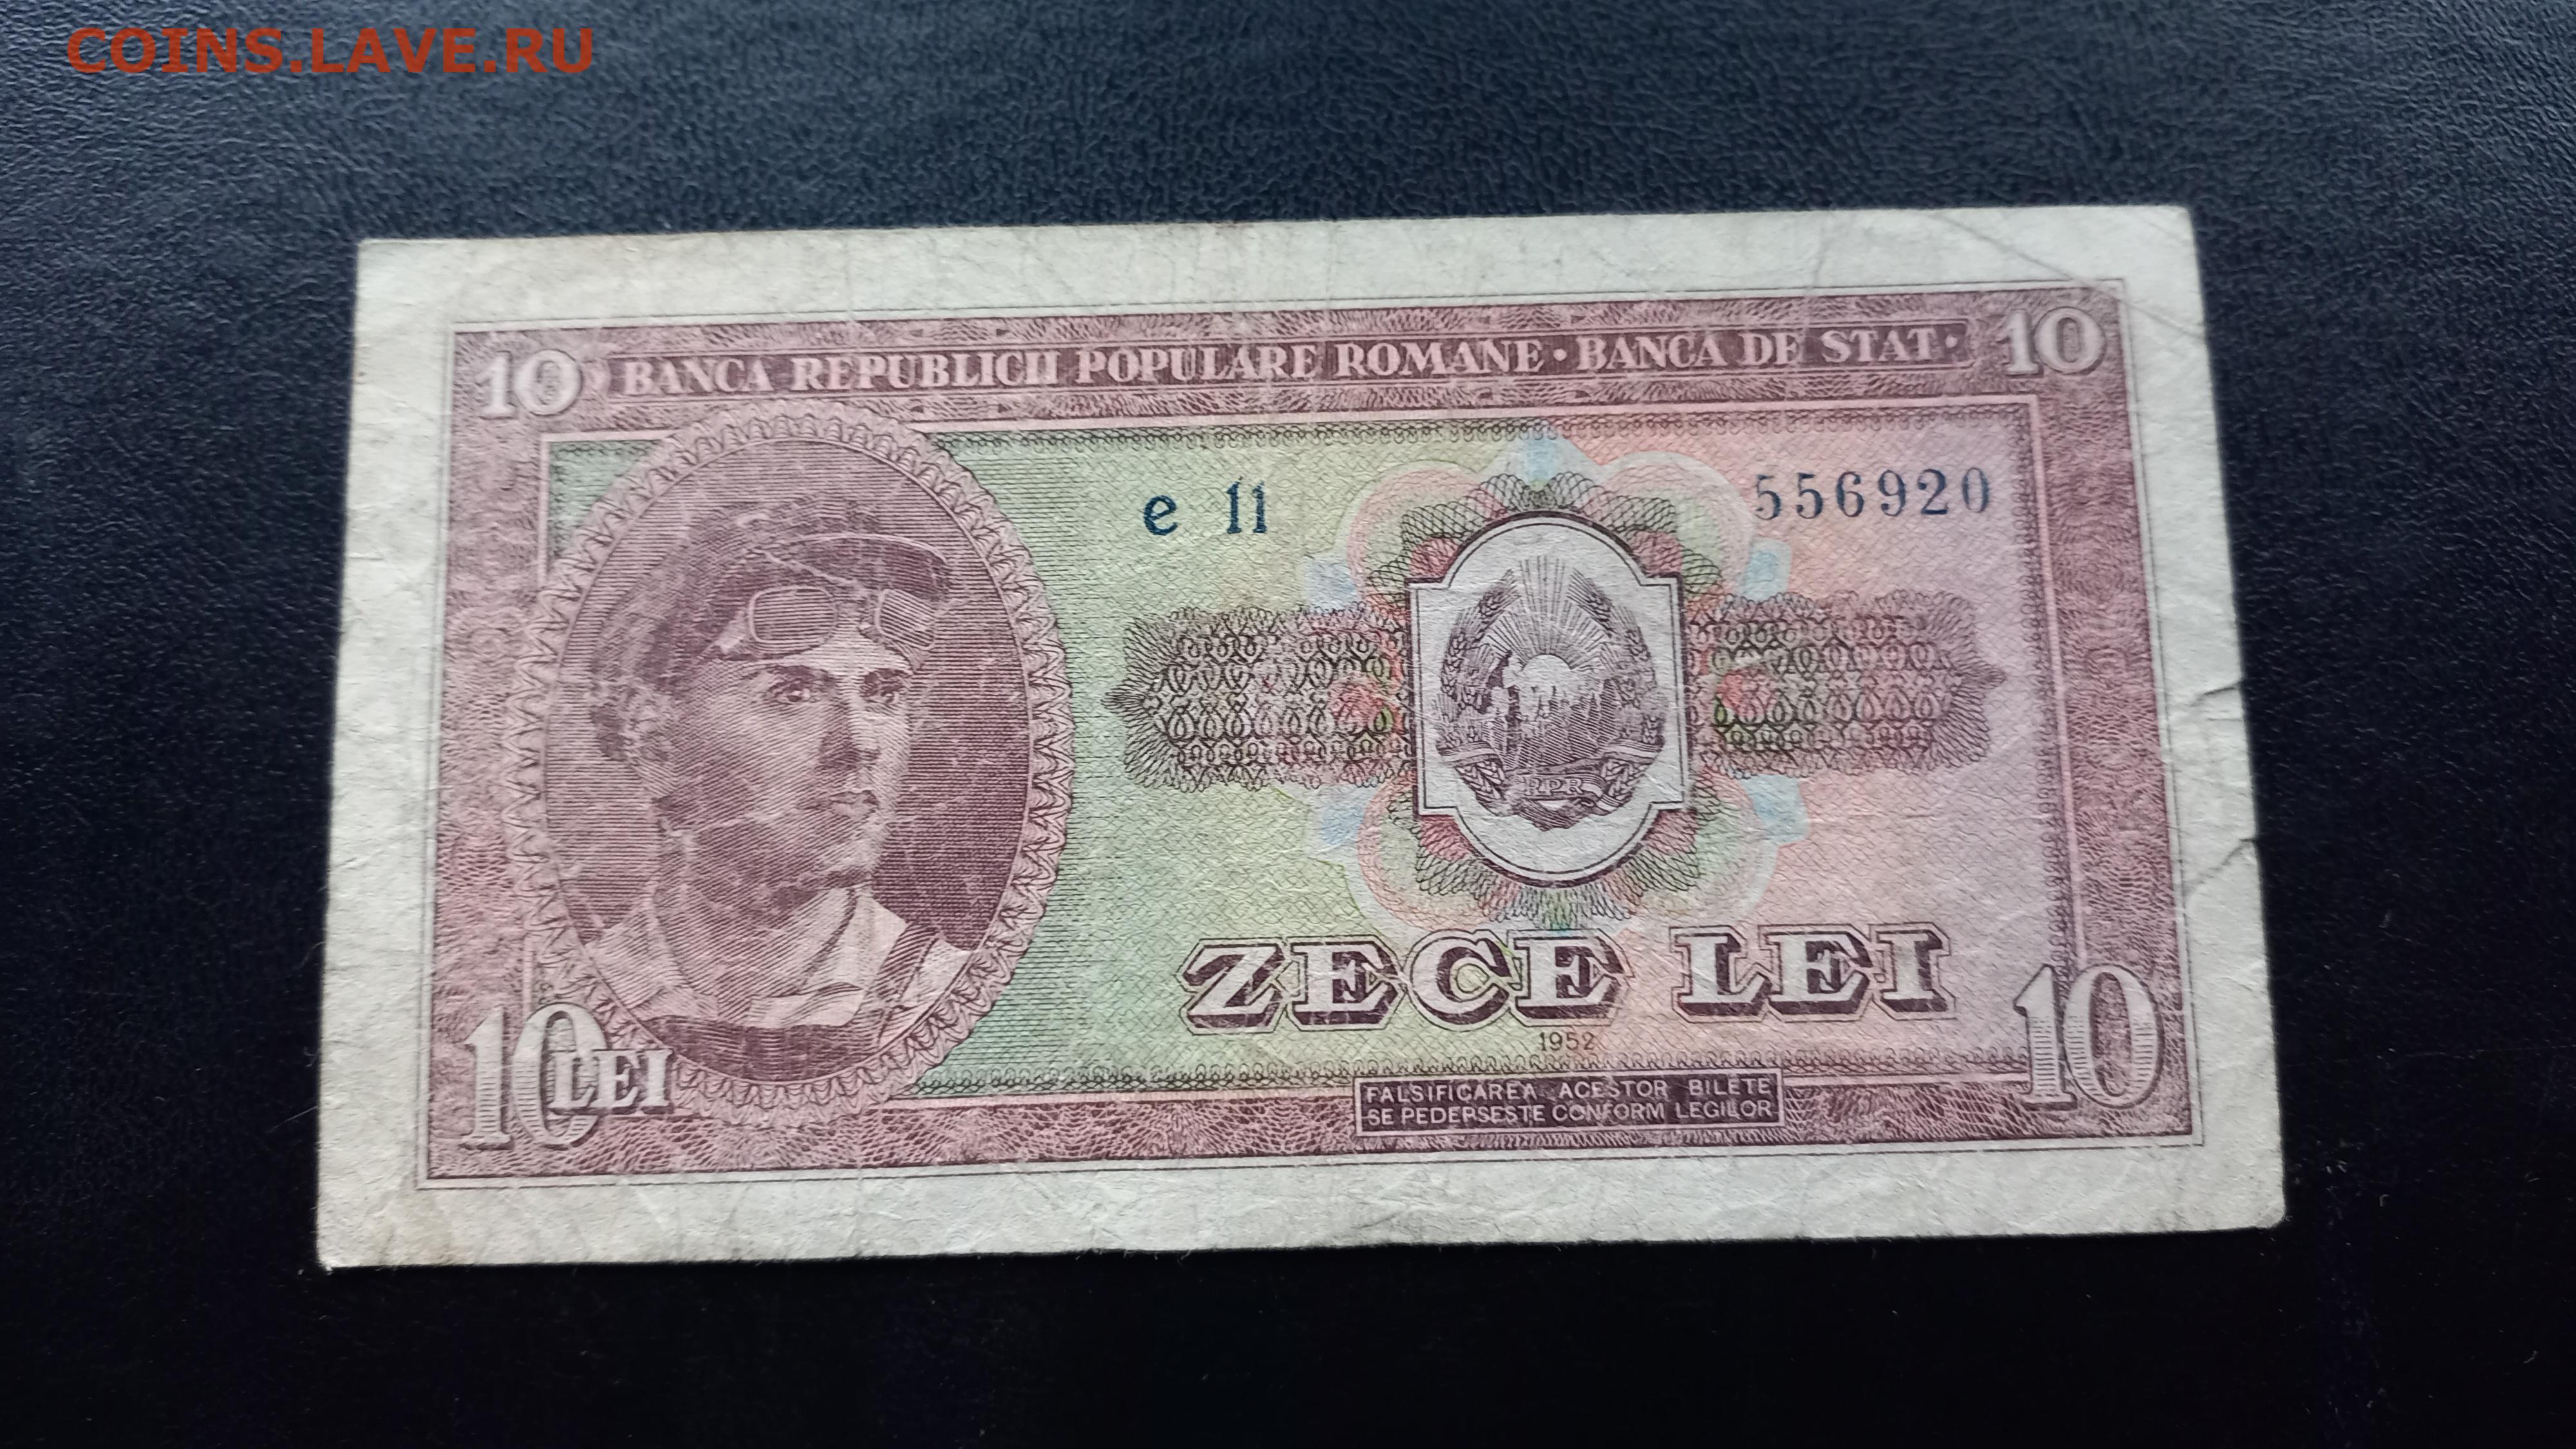 COINS.LAVE.RU
10 BANCA REPUBLICII POPULARE ROMANE · BANCA DE STAT · 10
e 11 556920
RPR
ZECE LEI
1952
10 LEI
10
FALSIFICAREA ACESTOR BILETE
SE PEDEPSESTE CONFORM LEGILOR